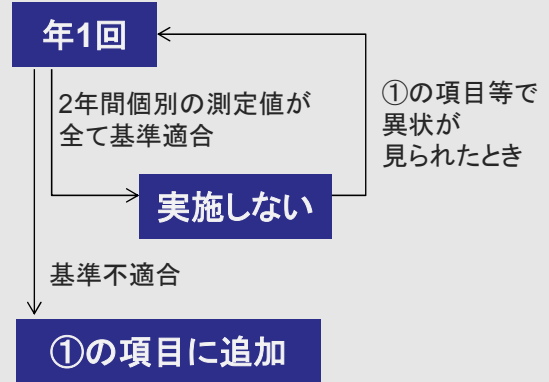 年1回
2年間個別の測定値が
全て基準適合
①の項目等で
異状が
見られたとき
実施しない
基準不適合
①の項目に追加